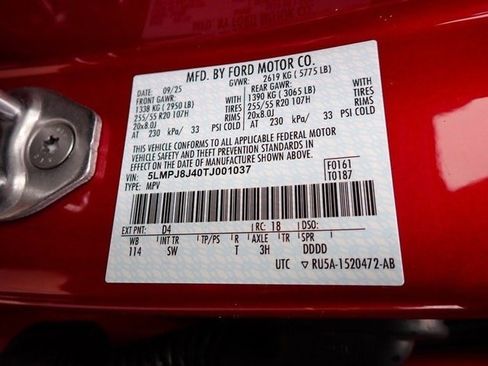 MFD. BY FORD MOTOR CO.
DATE: 09/25 GVWR: 2619 KG ( 5775 LB)
FRONT GAWR: REAR GAWR:
1338 KG ( 2950 LB) 1390 KG ( 3065 LB)
255/55 R20 107H TIRES 255/55 R20 107H TIRES
20x8.0J RIMS 20x8.0J RIMS
AT 230 kPa/ 33 PSI COLD AT 230 kPa/ 33 PSI COLD
THIS VEHICLE CONFORMS TO ALL APPLICABLE FEDERAL MOTOR
VEHICLE SAFETY AND THEFT PREVENTION STANDARDS IN EFFECT
ON THE DATE OF MANUFACTURE SHOWN ABOVE.
VIN: 5LMPJ8J40TJ001037 F0161
TYPE: MPV T0187
EXT PNT: D4 RC: 18 DSO:
WB INT TR TP/PS R AXLE TR SPR
114 SW T 3H DDDD
UTC ▽ RU5A-1520472-AB